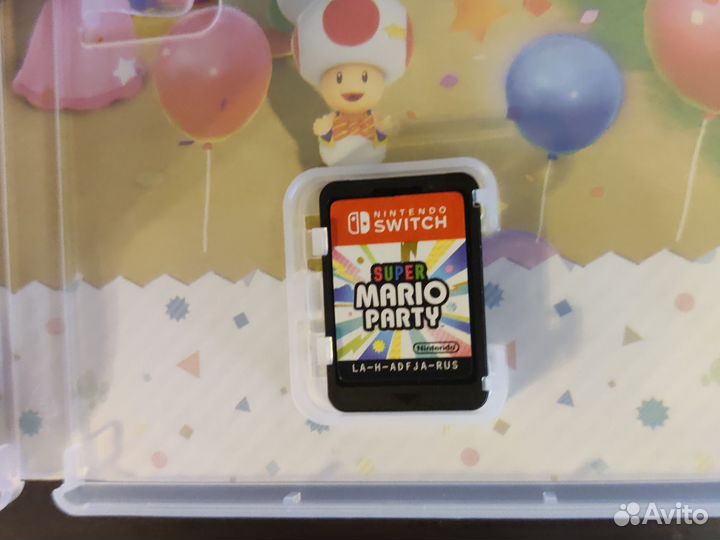 NINTENDO
SWITCH
SUPER
MARIO
PARTY
Nintendo
LA-H-ADFJA-RUS
Avito